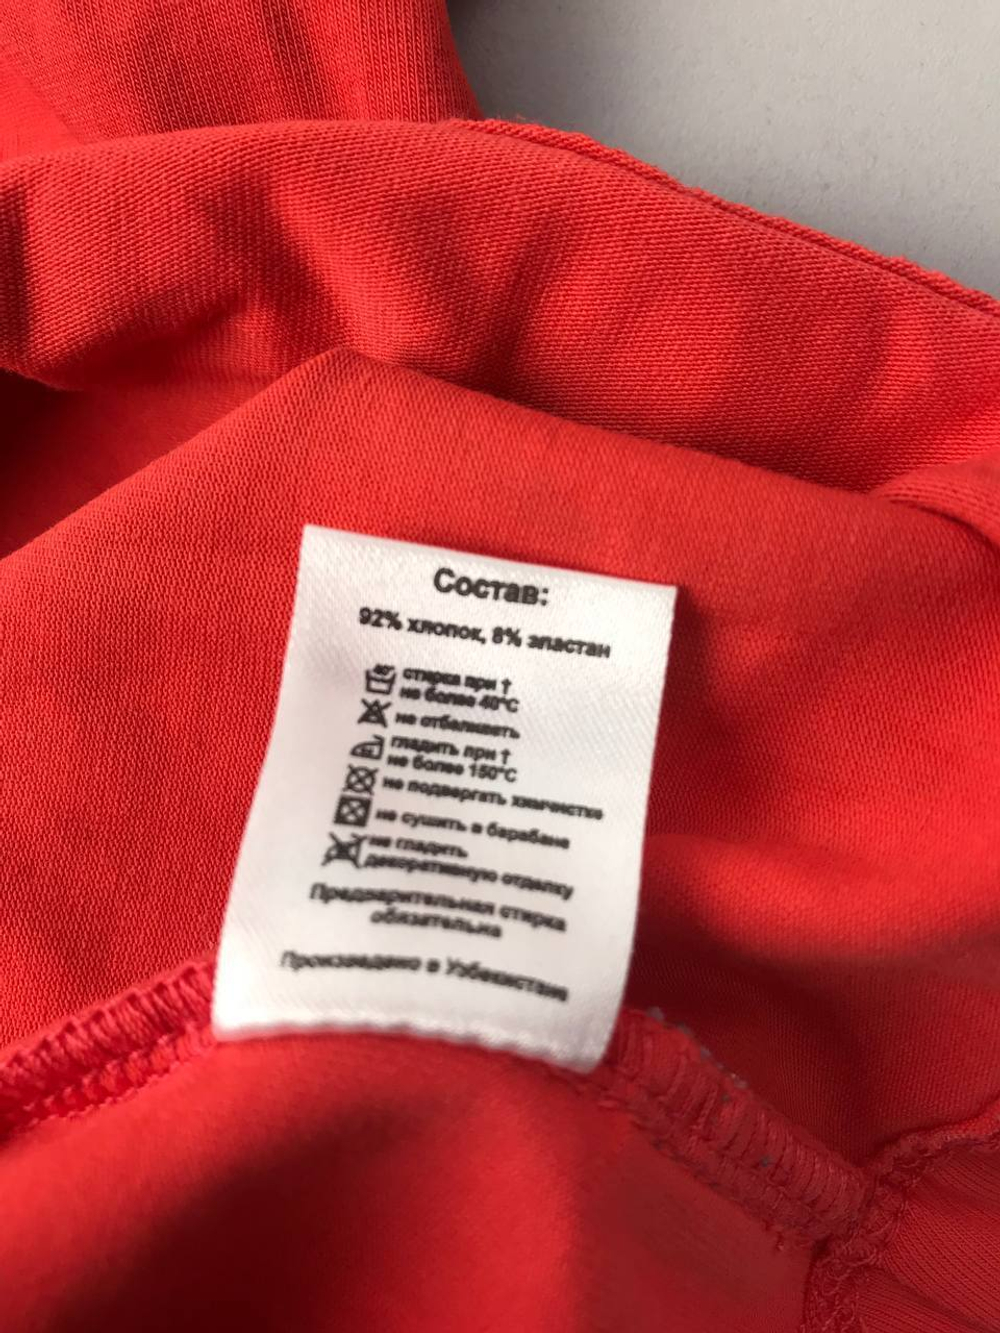 Состав:
92% хлопок, 8% эластан
40°
стирка при t
не более 40°C
не отбеливать
гладить при t
не более 150°C
не подвергать химчистке
не сушить в барабане
не гладить
декоративную отделку
Предварительная стирка
обязательна
Произведено в Узбекистане